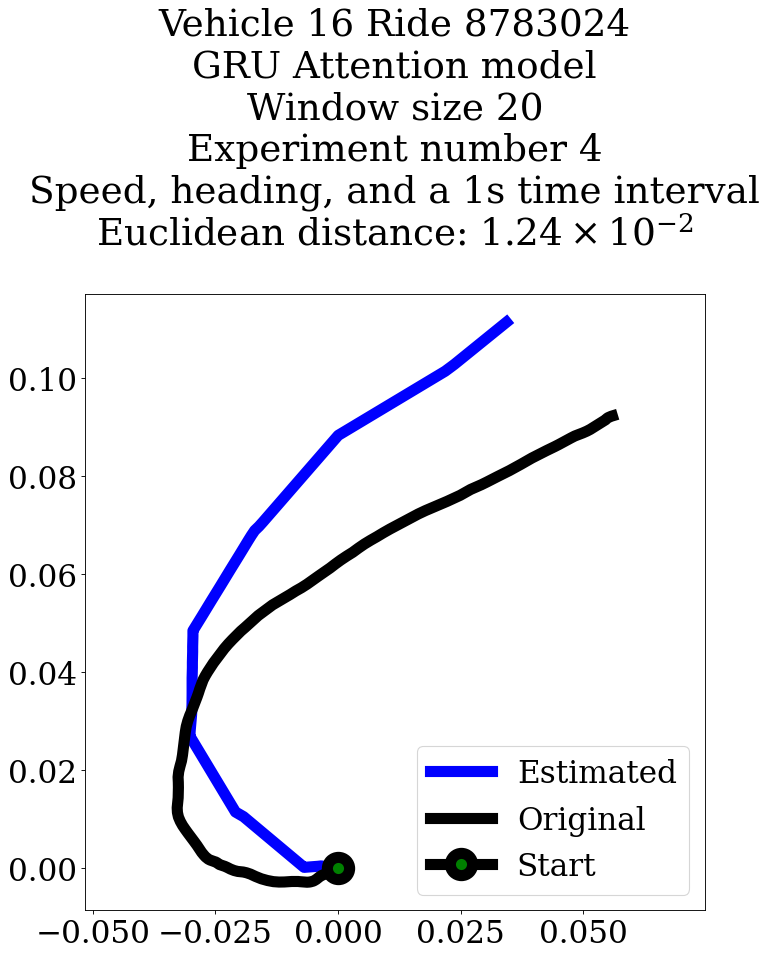 Vehicle 16 Ride 8783024
GRU Attention model
Window size 20
Experiment number 4
Speed, heading, and a 1s time interval
Euclidean distance: 1.24 × 10⁻²
0.10
0.08
0.06
0.04
0.02
0.00
−0.050 −0.025 0.000 0.025 0.050
Estimated
Original
Start